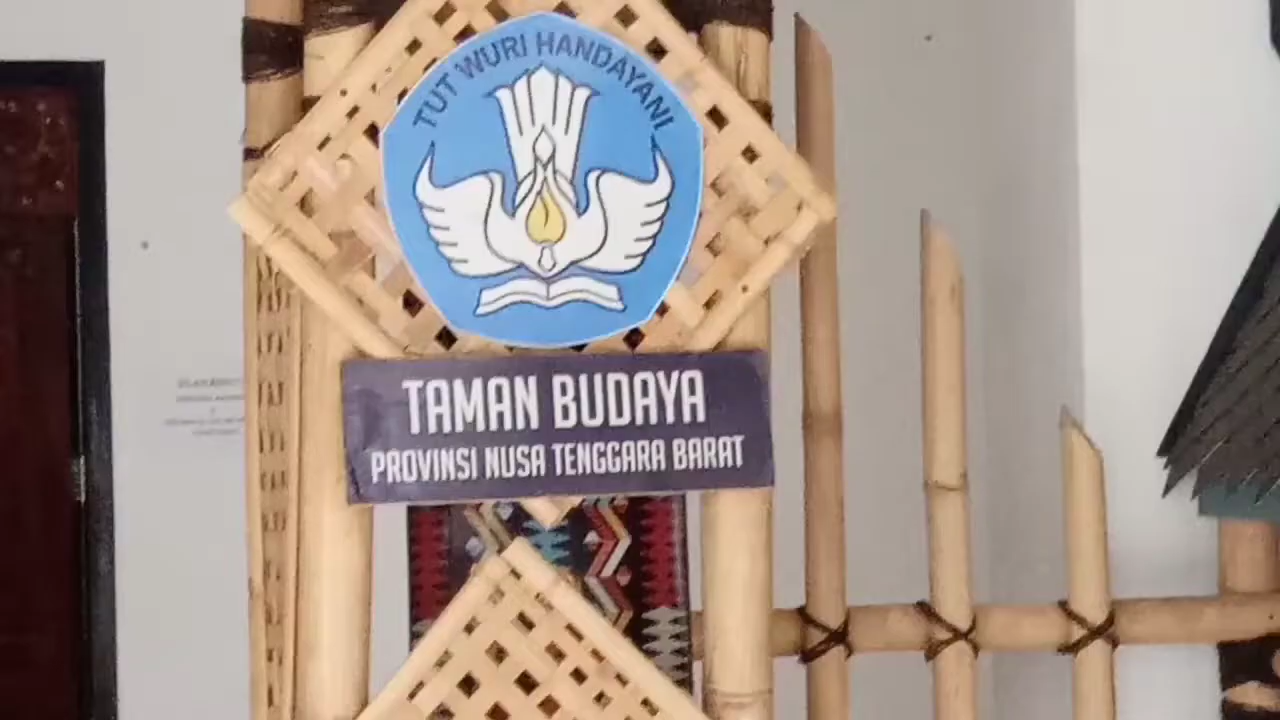 TUT WURI HANDAYANI
TAMAN BUDAYA
PROVINSI NUSA TENGGARA BARAT